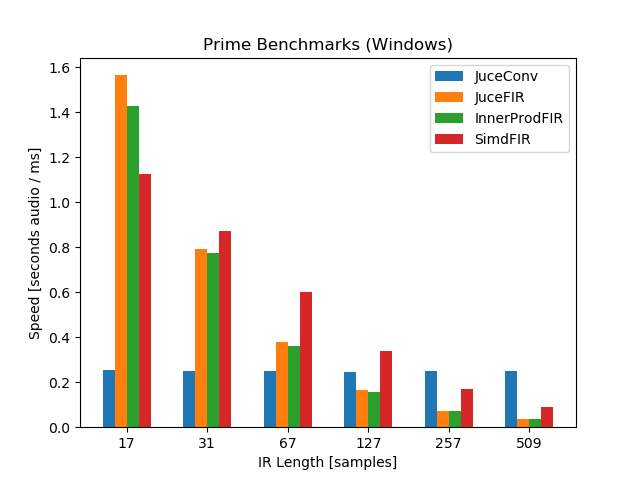 Prime Benchmarks (Windows)
JuceConv
JuceFIR
InnerProdFIR
SimdFIR
Speed [seconds audio / ms]
1.6
1.4
1.2
1.0
0.8
0.6
0.4
0.2
0.0
17 31 67 127 257 509
IR Length [samples]